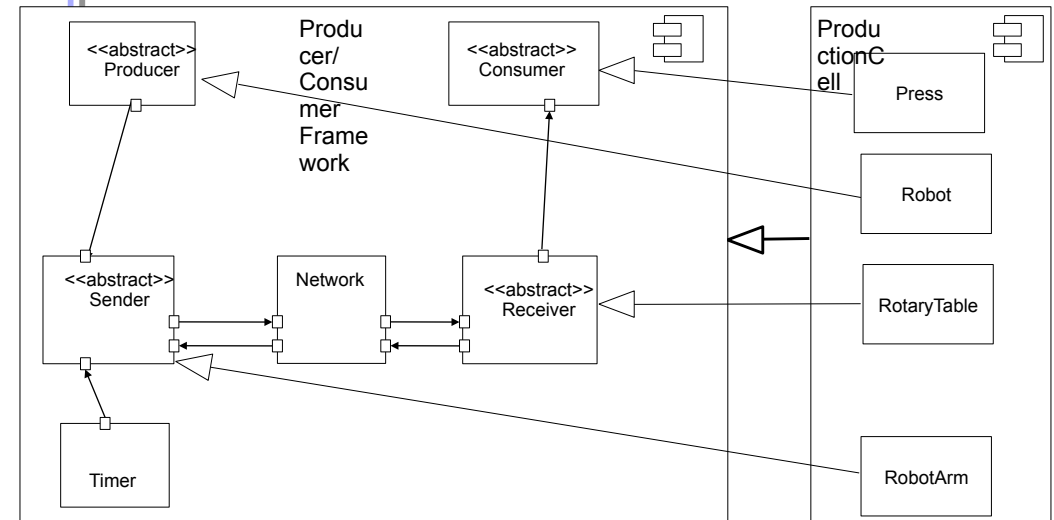 <<abstract>>
Producer
Produ
cer/
Consu
mer
Frame
work
<<abstract>>
Consumer
Produ
ctionC
ell
Press
Robot
<<abstract>>
Sender
Network
<<abstract>>
Receiver
RotaryTable
Timer
RobotArm